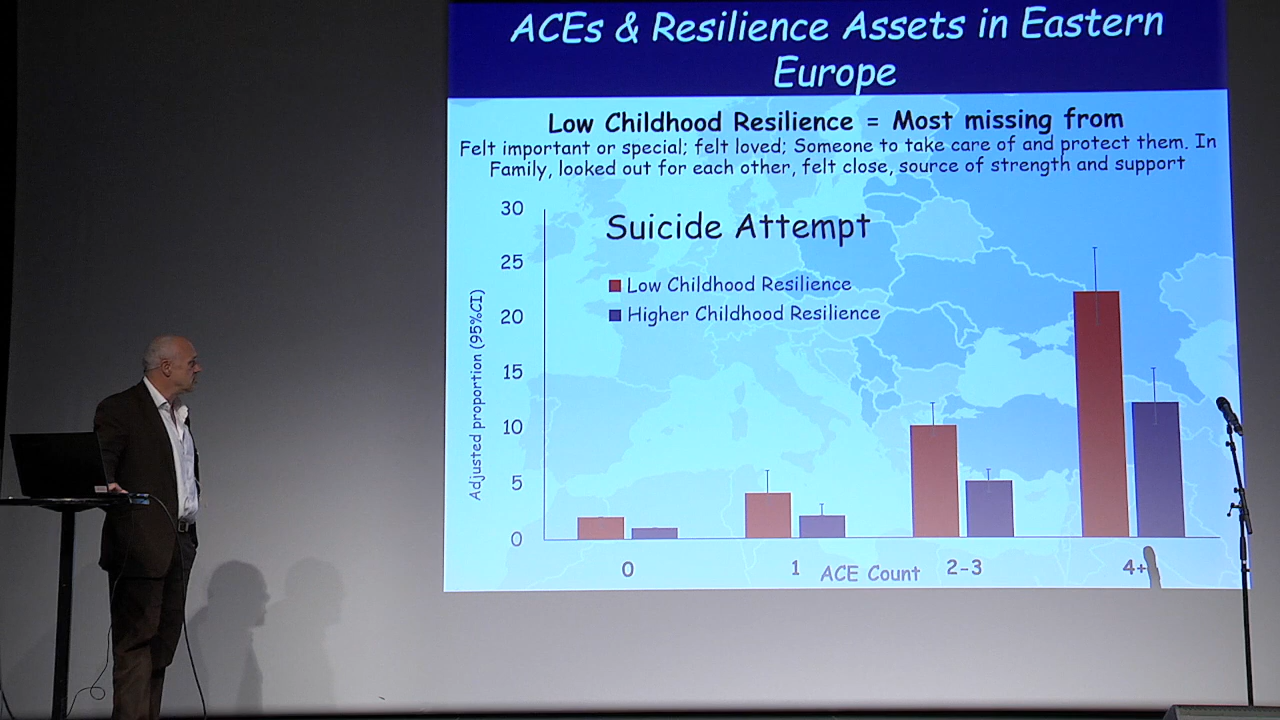 ACEs & Resilience Assets in Eastern
Europe
Low Childhood Resilience = Most missing from
Felt important or special; felt loved; Someone to take care of and protect them. In
Family, looked out for each other, felt close, source of strength and support
Suicide Attempt
Low Childhood Resilience
Higher Childhood Resilience
Adjusted proportion (95%CI)
30
25
20
15
10
5
0
0
1
2-3
4+
ACE Count